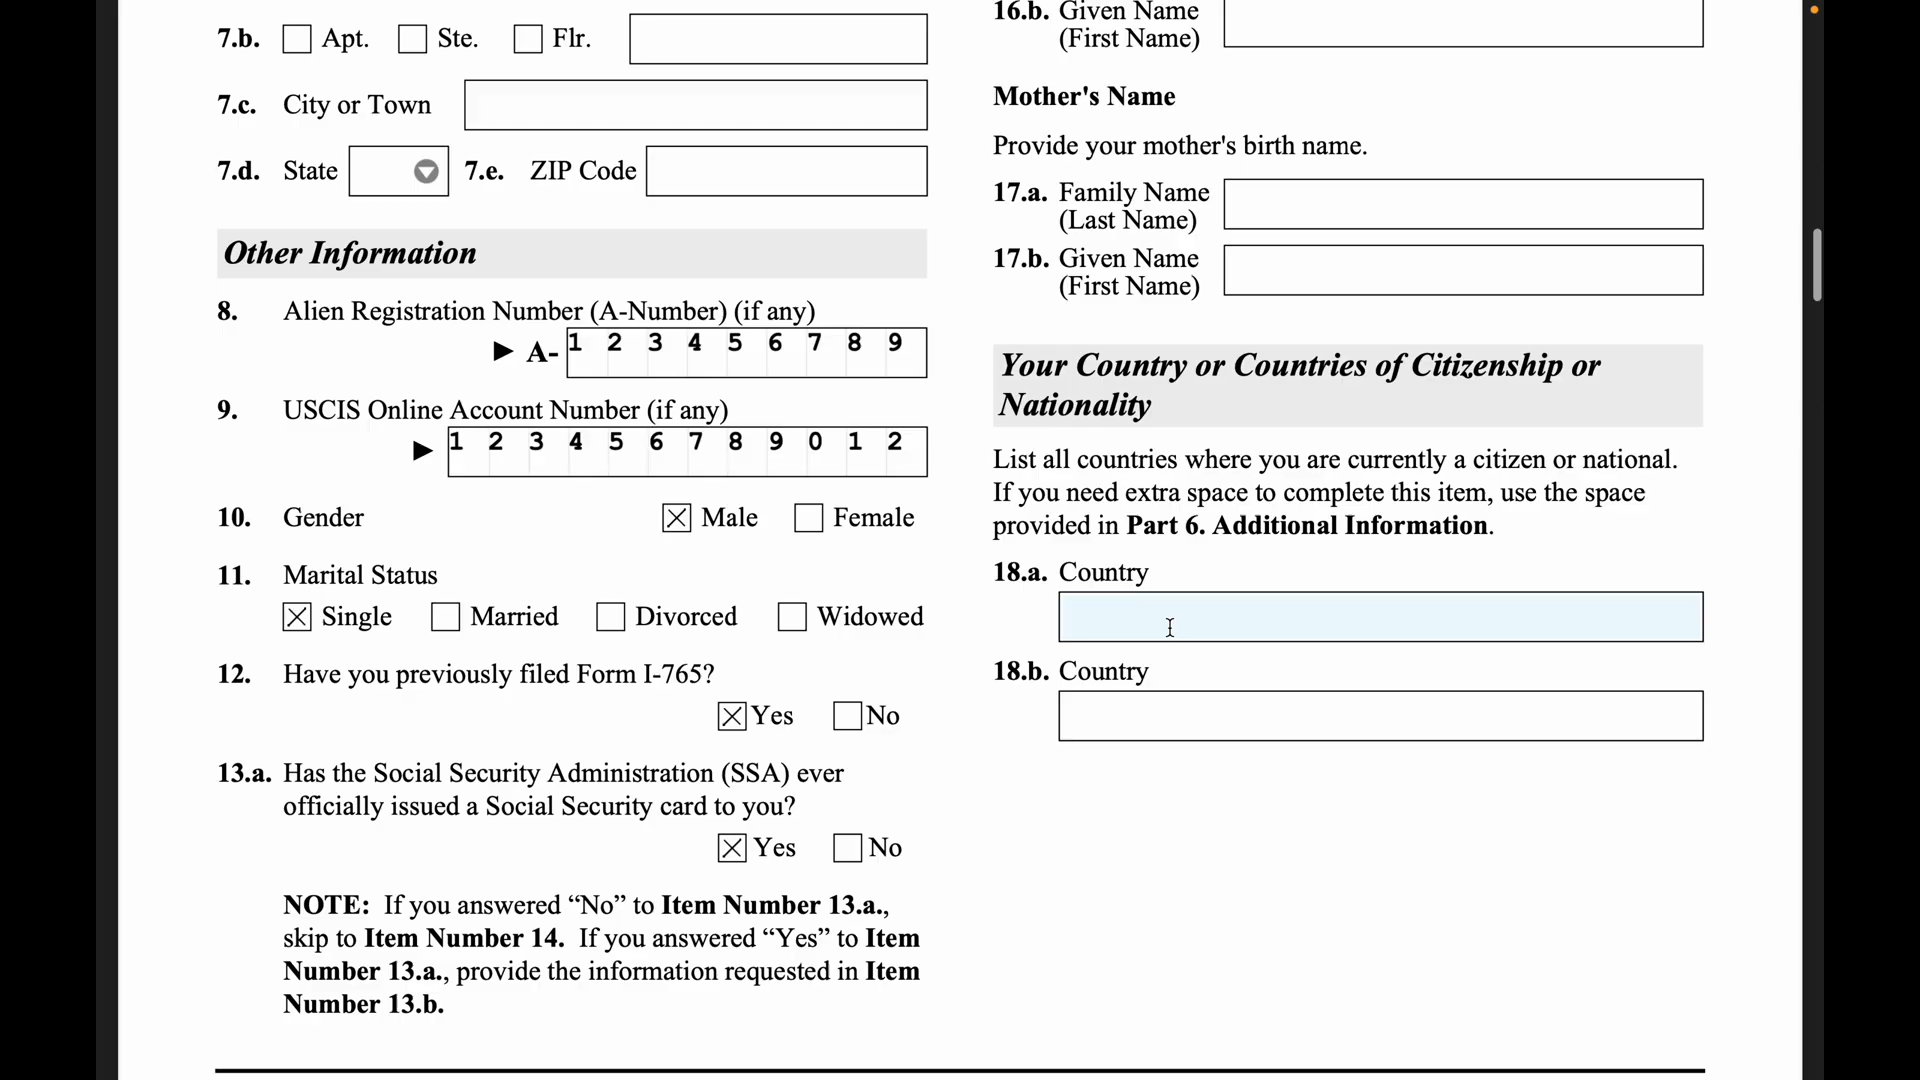 7.b. Apt. Ste. Flr.
7.c. City or Town
7.d. State 7.e. ZIP Code
Other Information
8. Alien Registration Number (A-Number) (if any)
► A- 1 2 3 4 5 6 7 8 9
9. USCIS Online Account Number (if any)
► 1 2 3 4 5 6 7 8 9 0 1 2
10. Gender Male Female
11. Marital Status
Single Married Divorced Widowed
12. Have you previously filed Form I-765?
Yes No
13.a. Has the Social Security Administration (SSA) ever
officially issued a Social Security card to you?
Yes No
NOTE: If you answered “No” to Item Number 13.a.,
skip to Item Number 14. If you answered “Yes” to Item
Number 13.a., provide the information requested in Item
Number 13.b.
16.b. Given Name
(First Name)
Mother's Name
Provide your mother's birth name.
17.a. Family Name
(Last Name)
17.b. Given Name
(First Name)
Your Country or Countries of Citizenship or
Nationality
List all countries where you are currently a citizen or national.
If you need extra space to complete this item, use the space
provided in Part 6. Additional Information.
18.a. Country
18.b. Country